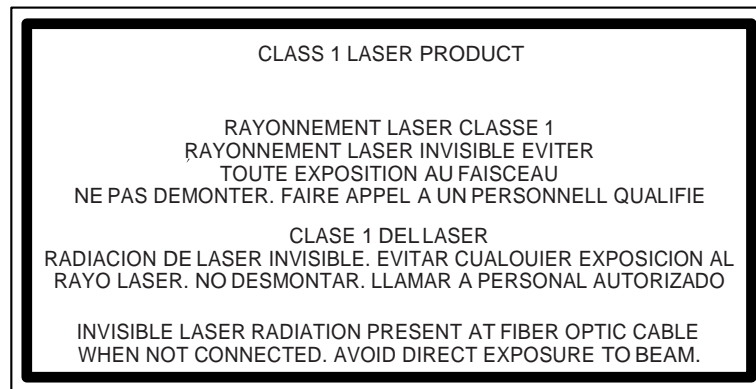 CLASS 1 LASER PRODUCT
RAYONNEMENT LASER CLASSE 1
RAYONNEMENT LASER INVISIBLE EVITER
TOUTE EXPOSITION AU FAISCEAU
NE PAS DEMONTER. FAIRE APPEL A UN PERSONNELL QUALIFIE
CLASE 1 DEL LASER
RADIACION DE LASER INVISIBLE. EVITAR CUALOUIER EXPOSICION AL
RAYO LASER. NO DESMONTAR. LLAMAR A PERSONAL AUTORIZADO
INVISIBLE LASER RADIATION PRESENT AT FIBER OPTIC CABLE
WHEN NOT CONNECTED. AVOID DIRECT EXPOSURE TO BEAM.